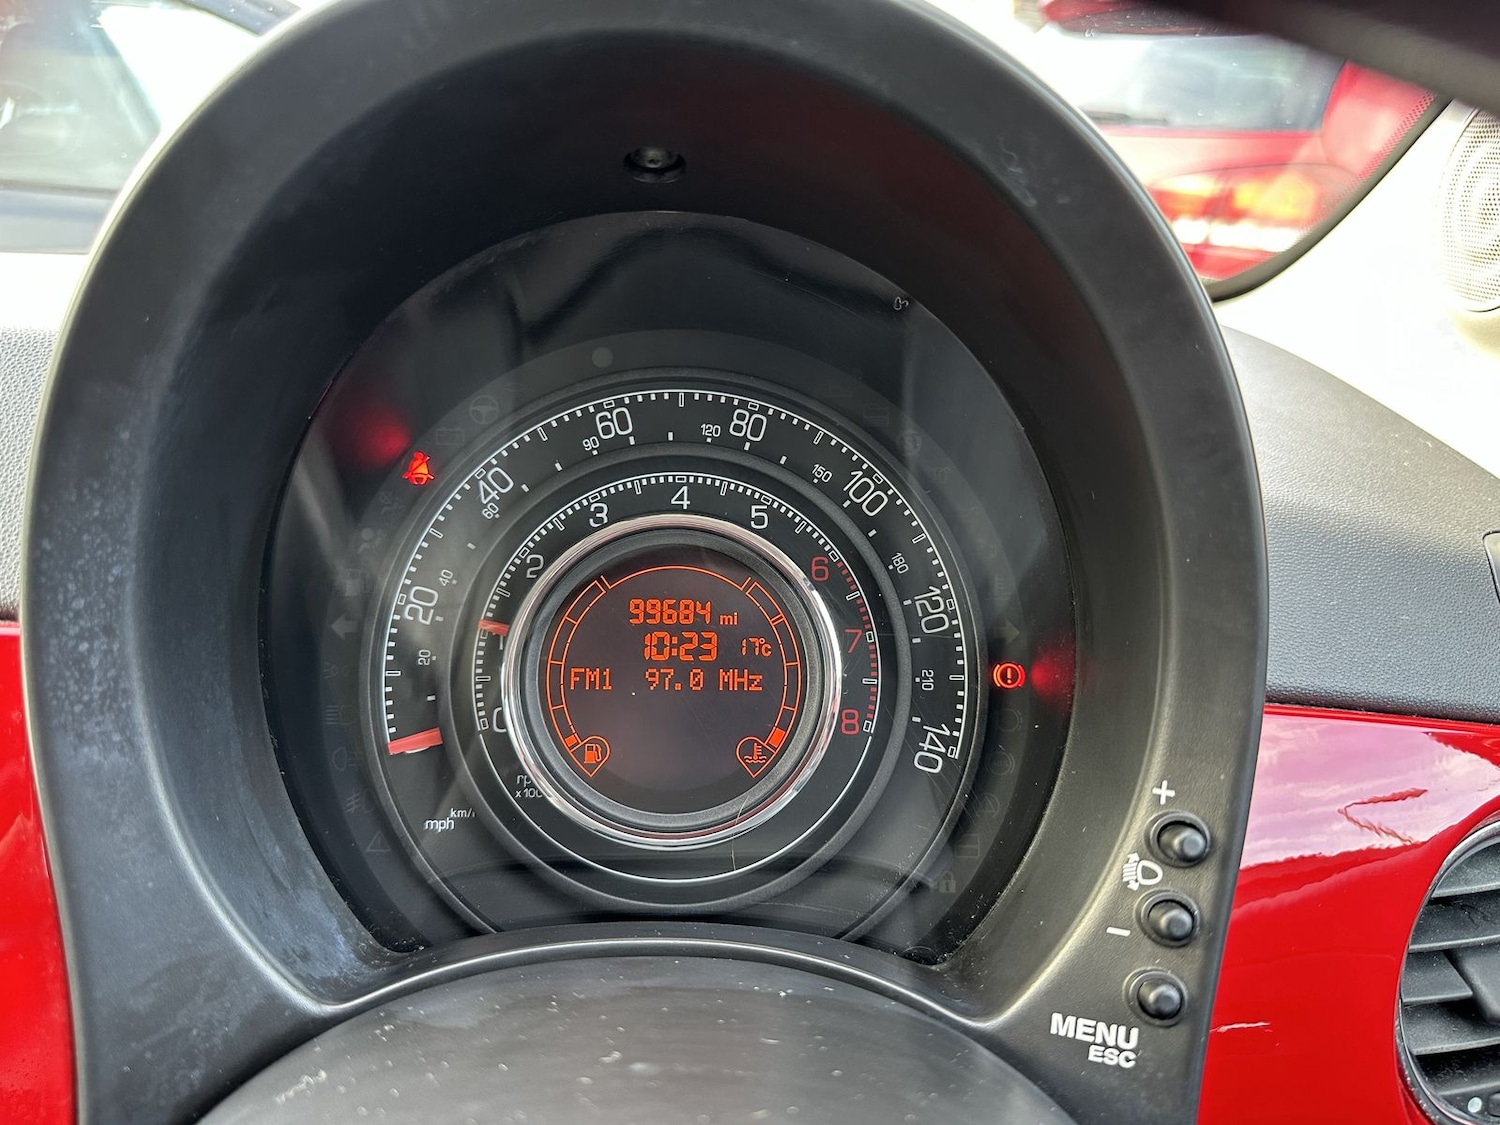 99684 mi
10:23 17°C
FM1 97.0 MHz
20 40 60 80 100 120 140
20 40 60 90 120 150 180 210
0 1 2 3 4 5 6 7 8
mph km/h
+
-
MENU
ESC